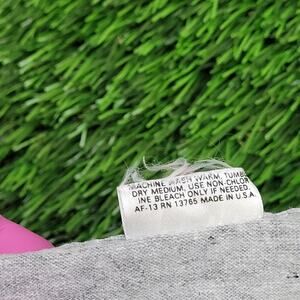 MACHINE WASH WARM, TUMBL
DRY MEDIUM, USE NON-CHLOR
INE BLEACH ONLY IF NEEDED.
AF-13 RN 13765 MADE IN U.S.A.